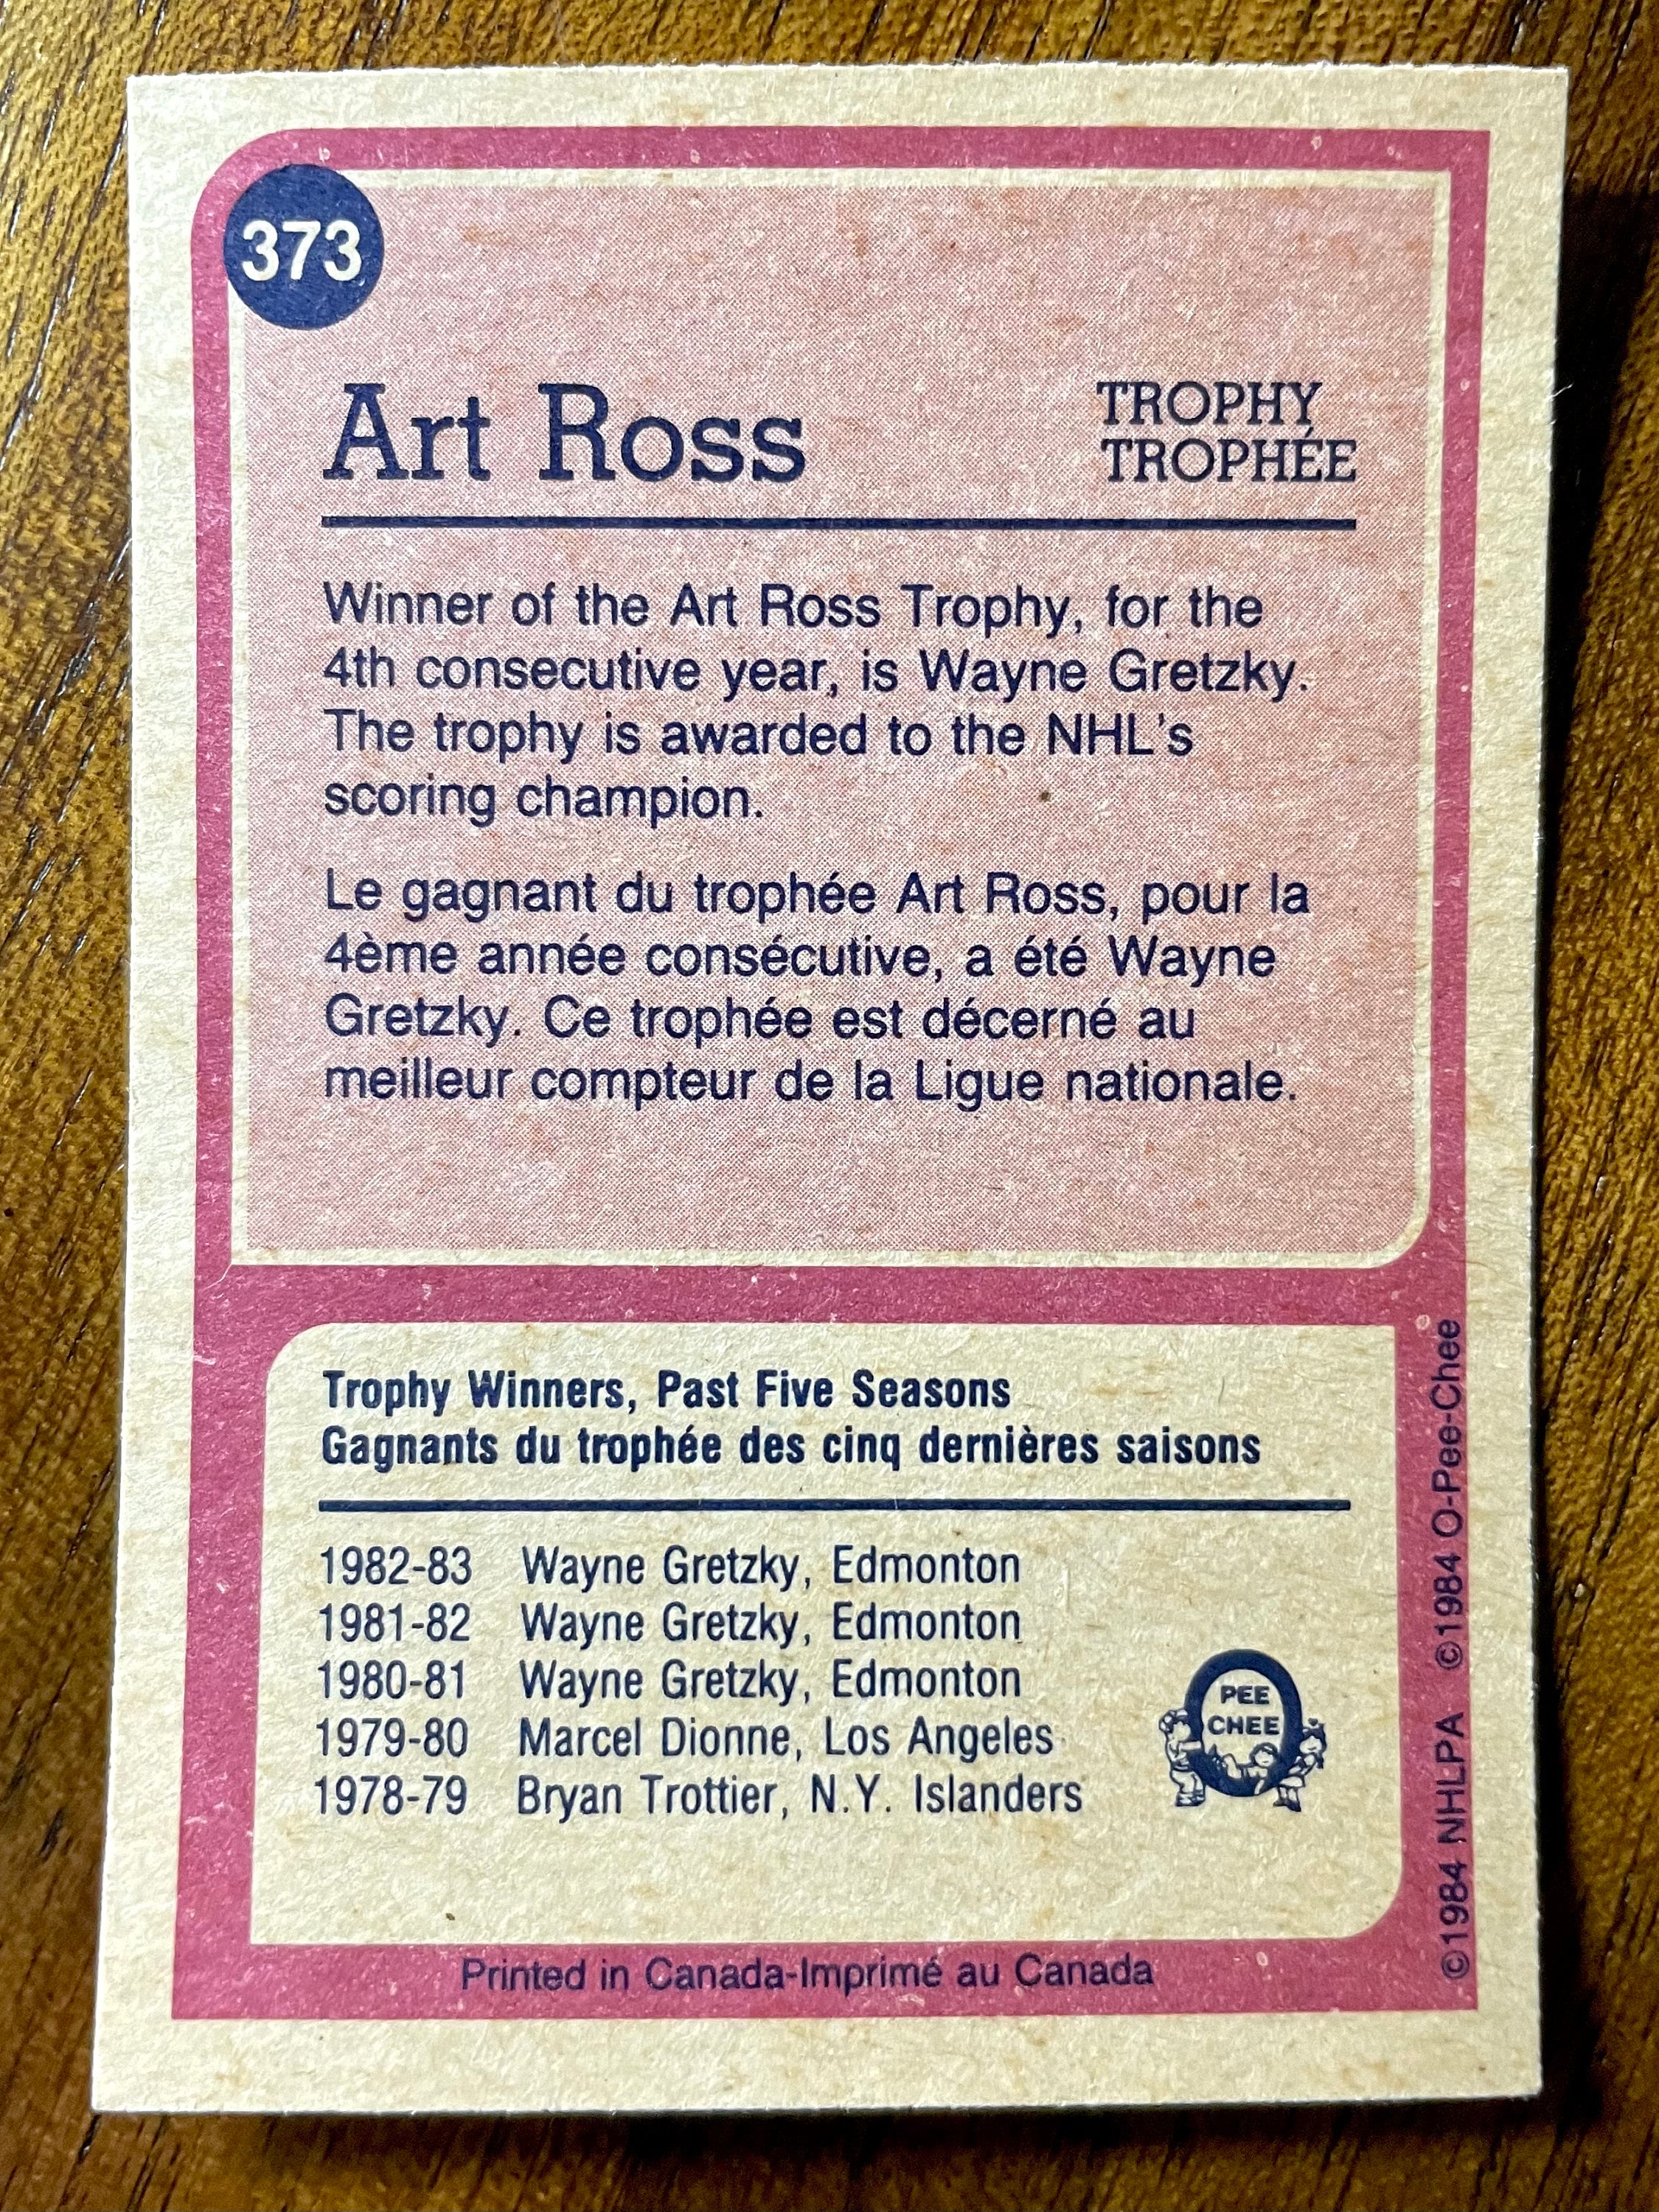 373
Art Ross
TROPHY
TROPHÉE
Winner of the Art Ross Trophy, for the
4th consecutive year, is Wayne Gretzky.
The trophy is awarded to the NHL's
scoring champion.
Le gagnant du trophée Art Ross, pour la
4ème année consécutive, a été Wayne
Gretzky. Ce trophée est décerné au
meilleur compteur de la Ligue nationale.
Trophy Winners, Past Five Seasons
Gagnants du trophée des cinq dernières saisons
1982-83 Wayne Gretzky, Edmonton
1981-82 Wayne Gretzky, Edmonton
1980-81 Wayne Gretzky, Edmonton
1979-80 Marcel Dionne, Los Angeles
1978-79 Bryan Trottier, N.Y. Islanders
O
PEE
CHEE
©1984 NHLPA ©1984 O-Pee-Chee
Printed in Canada-Imprimé au Canada